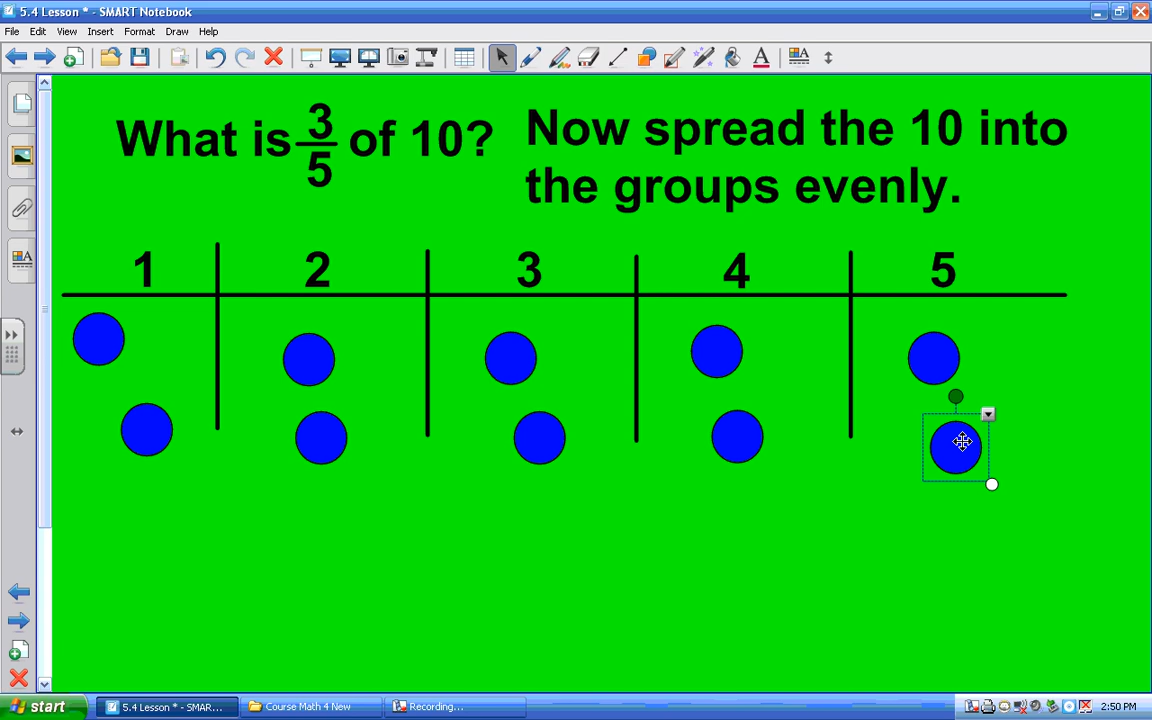 5.4 Lesson * - SMART Notebook
File Edit View Insert Format Draw Help
What is 3/5 of 10?
Now spread the 10 into
the groups evenly.
1 2 3 4 5
start 5.4 Lesson * - SMAR... Course Math 4 New Recording... 2:50 PM